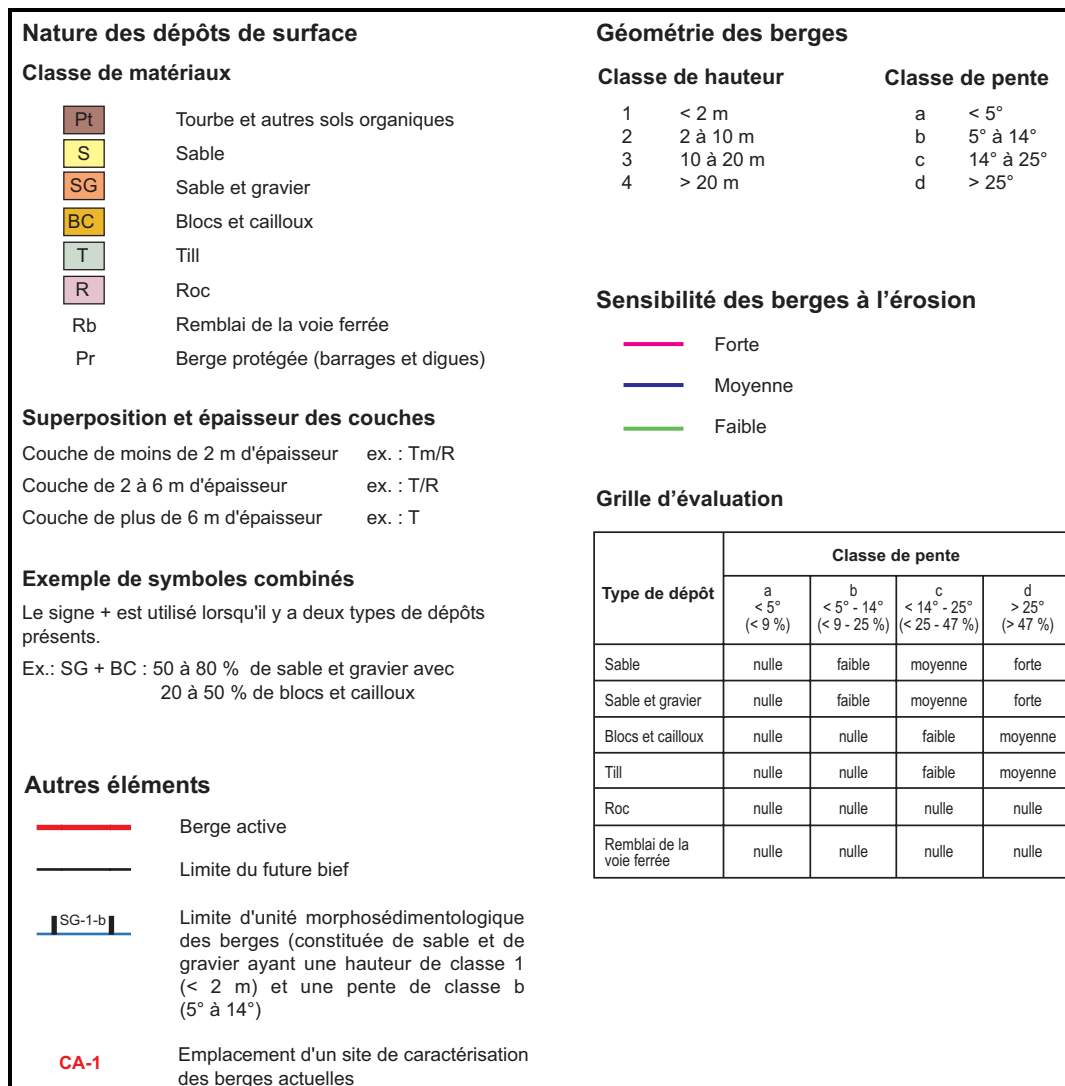 Nature des dépôts de surface
Classe de matériaux
Pt Tourbe et autres sols organiques
S Sable
SG Sable et gravier
BC Blocs et cailloux
T Till
R Roc
Rb Remblai de la voie ferrée
Pr Berge protégée (barrages et digues)
Superposition et épaisseur des couches
Couche de moins de 2 m d'épaisseur ex. : Tm/R
Couche de 2 à 6 m d'épaisseur ex. : T/R
Couche de plus de 6 m d'épaisseur ex. : T
Exemple de symboles combinés
Le signe + est utilisé lorsqu'il y a deux types de dépôts
présents.
Ex.: SG + BC : 50 à 80 % de sable et gravier avec
20 à 50 % de blocs et cailloux
Autres éléments
Berge active
Limite du future bief
SG-1-b Limite d'unité morphosédimentologique
des berges (constituée de sable et de
gravier ayant une hauteur de classe 1
(< 2 m) et une pente de classe b
(5° à 14°)
CA-1 Emplacement d'un site de caractérisation
des berges actuelles
Géométrie des berges
Classe de hauteur Classe de pente
1 < 2 m a < 5°
2 2 à 10 m b 5° à 14°
3 10 à 20 m c 14° à 25°
4 > 20 m d > 25°
Sensibilité des berges à l’érosion
Forte
Moyenne
Faible
Grille d’évaluation
Type de dépôt Classe de pente
a b c d
< 5° < 5° - 14° < 14° - 25° > 25°
(< 9 %) (< 9 - 25 %) (< 25 - 47 %) (> 47 %)
Sable nulle faible moyenne forte
Sable et gravier nulle faible moyenne forte
Blocs et cailloux nulle nulle faible moyenne
Till nulle nulle faible moyenne
Roc nulle nulle nulle nulle
Remblai de la
voie ferrée nulle nulle nulle nulle